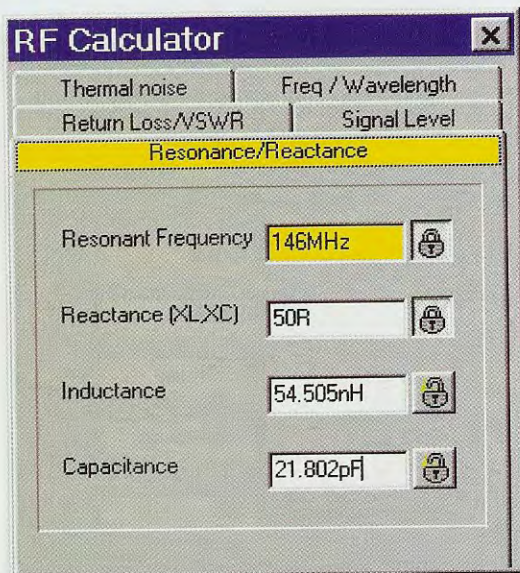 RF Calculator
Thermal noise
Freq / Wavelength
Return Loss/VSWR
Signal Level
Resonance/Reactance
Resonant Frequency
146MHz
Reactance (XL,XC)
50R
Inductance
54.505nH
Capacitance
21.802pF